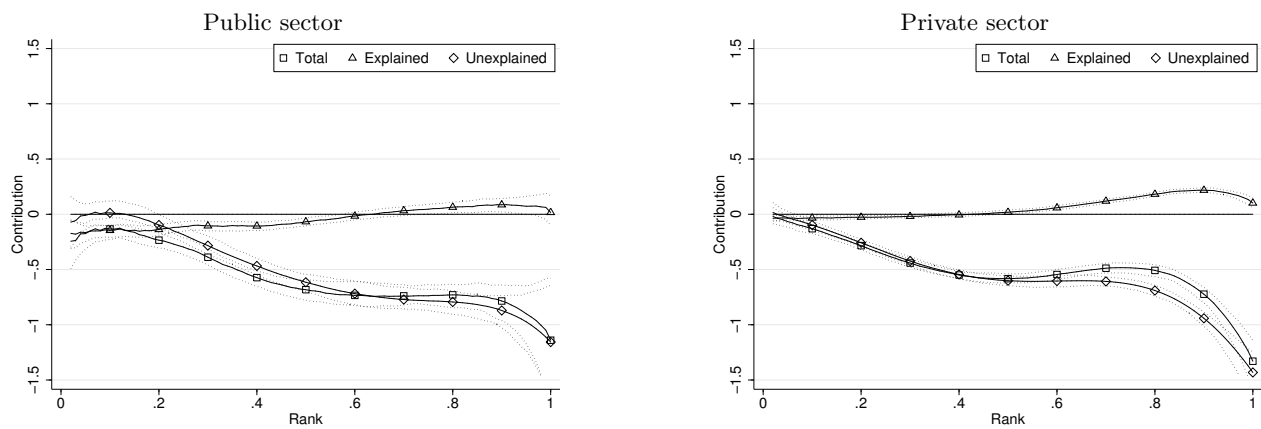 Public sector
Total Explained Unexplained
Contribution
1.5
1
.5
0
−.5
−1
−1.5
0 .2 .4 .6 .8 1
Rank
Private sector
Total Explained Unexplained
Contribution
1.5
1
.5
0
−.5
−1
−1.5
0 .2 .4 .6 .8 1
Rank